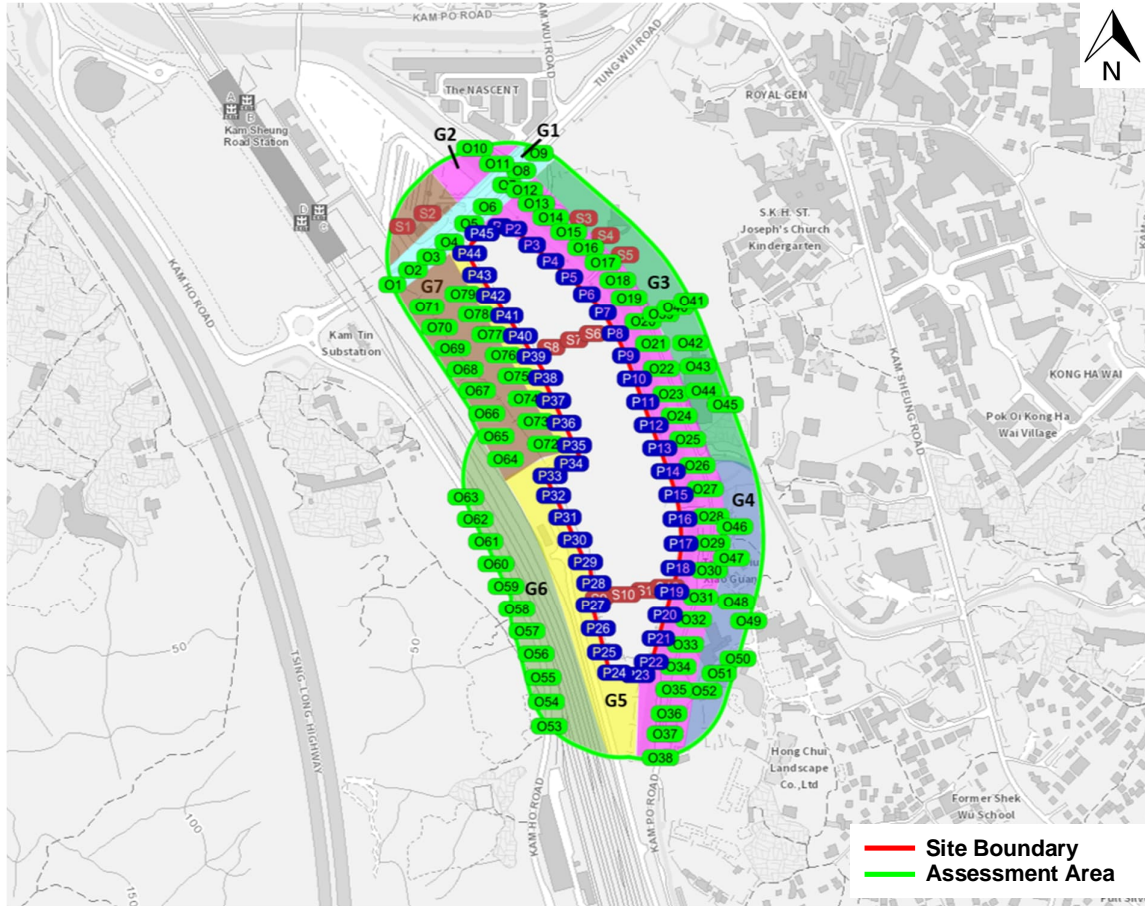 KAM PO ROAD
KAM WUI ROAD
TUNG WUI ROAD
N
The NASCENT
ROYAL GEM
A
B
Kam Sheung
Road Station
G2
G1
O10
O9
O11
O8
O12
S2
O6
O13
S1
O14
S3
S.K.H. ST.
Joseph's Church
Kindergarten
P45
P2
O15
S4
D
C
O4
P3
O16
S5
P44
O3
P4
O17
KAM HO ROAD
O2
P43
P5
O18
G3
O1
G7
O79
P42
P6
O19
O41
O71
O78
P41
P7
O70
O77
P40
S6
P8
O21
O42
Kam Tin
Substation
O69
O76
P39
S8
S7
P9
O22
O43
KAM SHEUNG ROAD
O68
O75
P38
P10
O23
O44
KONG HA WAI
O67
O74
P37
P11
O24
O45
Pok Oi Kong Ha
Wai Village
O66
O73
P36
P12
O25
O65
O72
P35
P13
O26
O64
P34
P14
O27
G4
P33
P15
O63
P32
O28
O46
O62
P31
P16
O29
O61
P30
P17
O47
O60
P29
P18
O30
Xiao Guan
O59
G6
P28
S10
P19
O31
O48
O58
P27
P20
O32
O49
O57
P26
P21
O33
50
50
O56
P25
P22
O34
O50
TSING LONG HIGHWAY
O55
P24
P23
O35
O51
O52
O54
G5
O36
O53
O37
O38
Hong Chui
Landscape
Co.,Ltd
KAM HO ROAD
KAM PO ROAD
Former Shek
Wu School
100
150
Site Boundary
Assessment Area